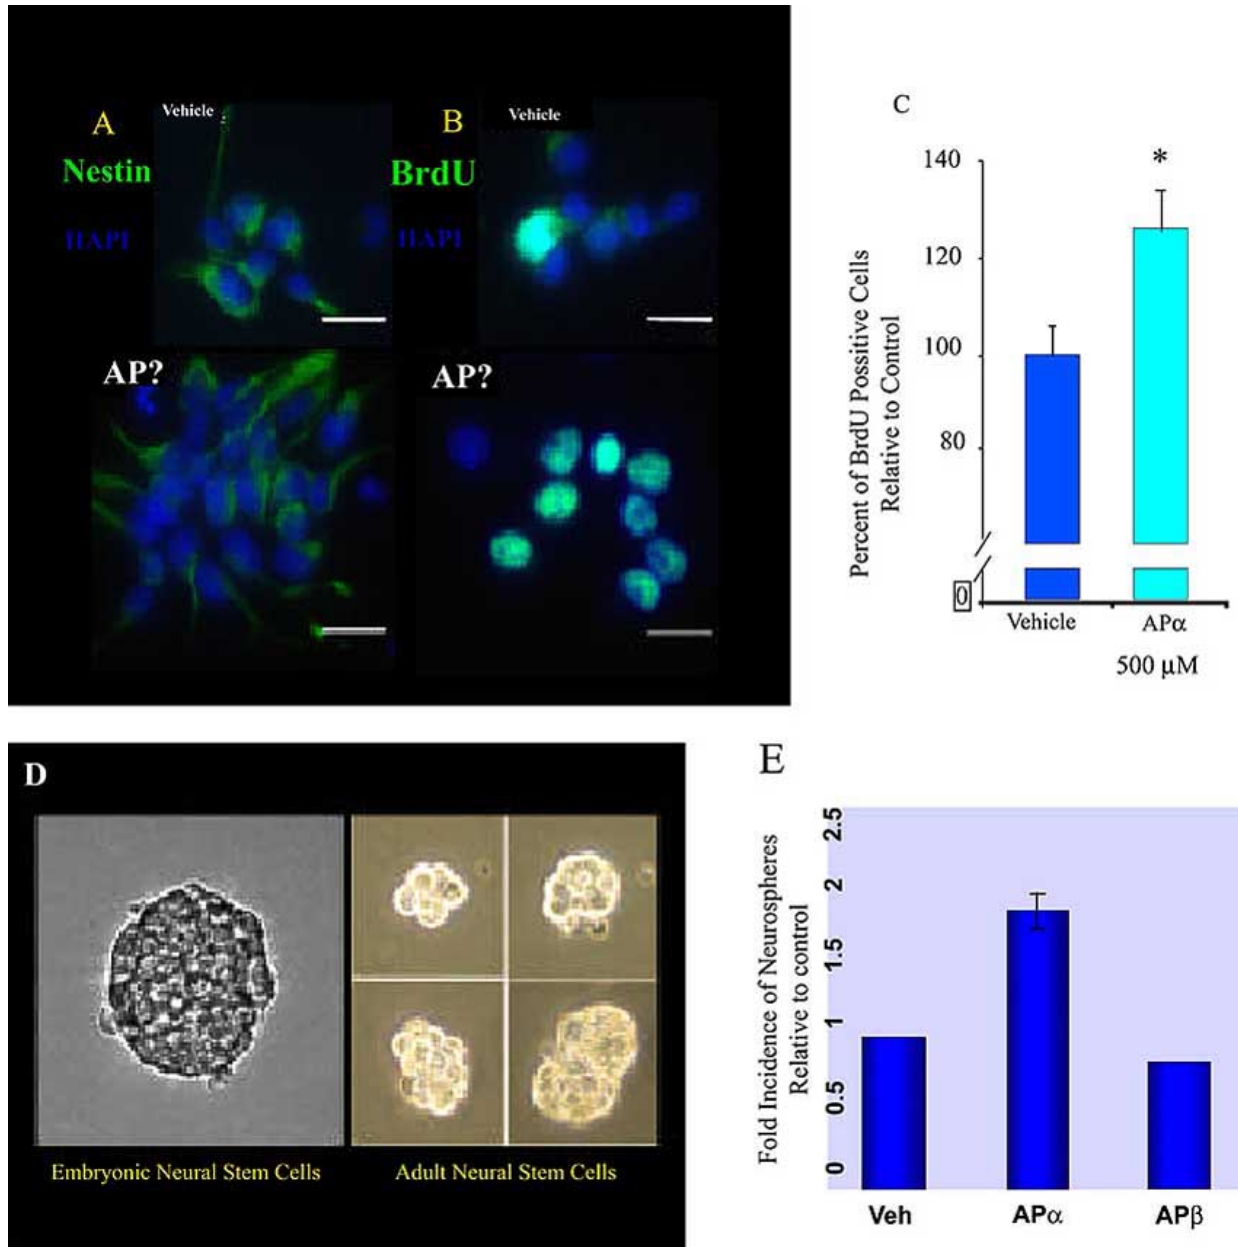 A
Vehicle
Nestin
HAPI
AP?
B
Vehicle
BrdU
HAPI
AP?
C
Percent of BrdU Possitive Cells
Relative to Control
140
120
100
80
0
*
Vehicle
APα
500 μM
D
Embryonic Neural Stem Cells
Adult Neural Stem Cells
E
Fold Incidence of Neurospheres
Relative to control
2.5
2
1.5
1
0.5
0
Veh
APα
APβ